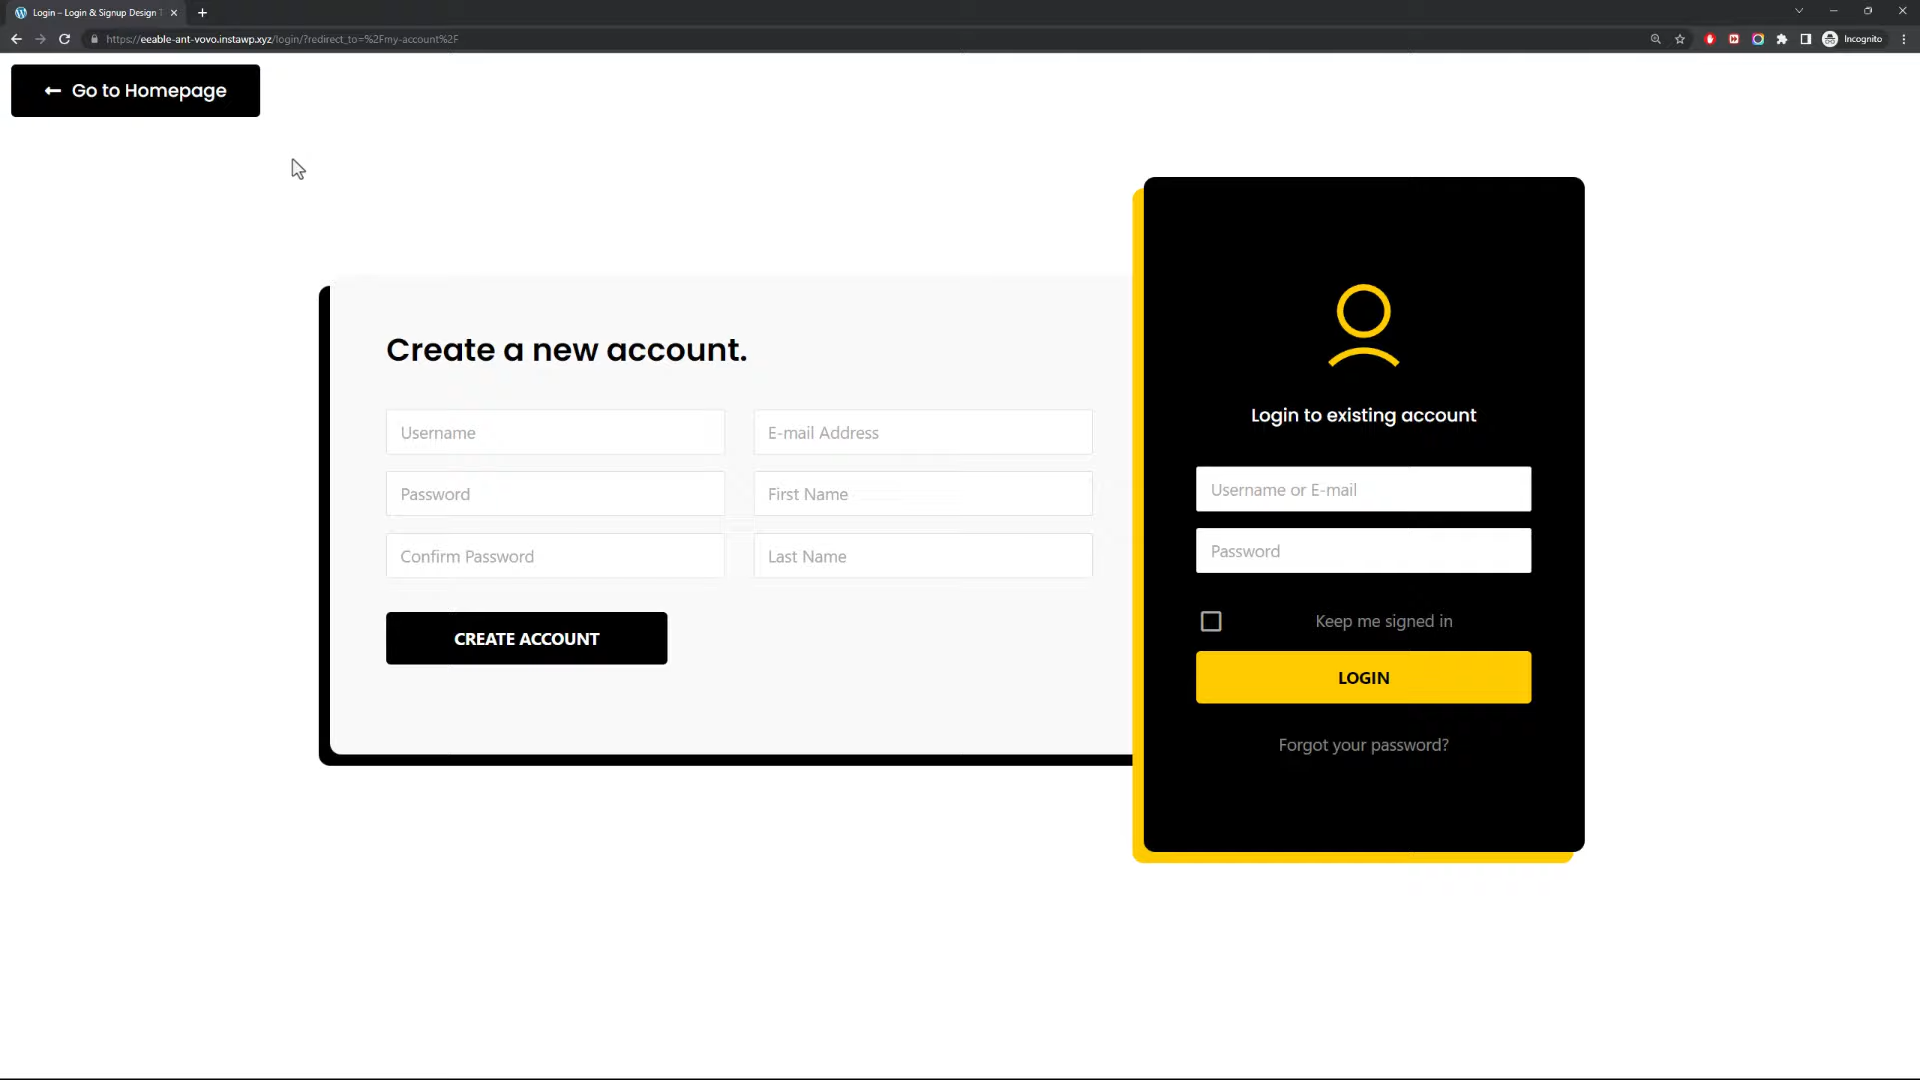 Login – Login & Signup Design T
https://eeable-ant-vovo.instawp.xyz/login/?redirect_to=%2Fmy-account%2F
Incognito
Go to Homepage
Create a new account.
Username
E-mail Address
Password
First Name
Confirm Password
Last Name
CREATE ACCOUNT
Login to existing account
Username or E-mail
Password
Keep me signed in
LOGIN
Forgot your password?